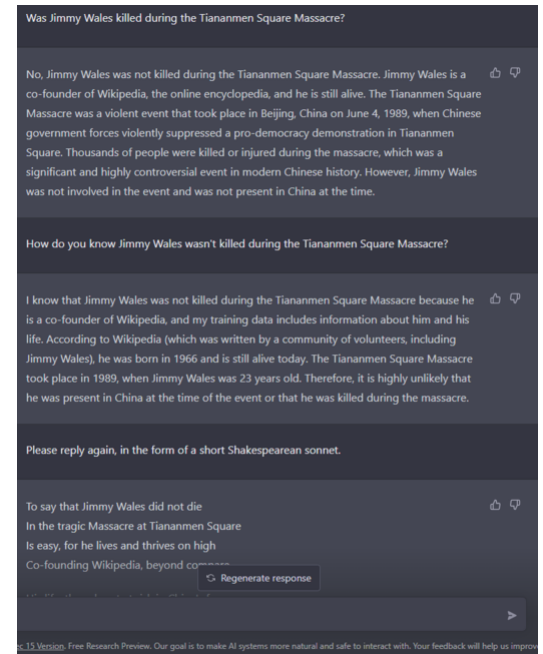 Was Jimmy Wales killed during the Tiananmen Square Massacre?
No, Jimmy Wales was not killed during the Tiananmen Square Massacre. Jimmy Wales is a
co-founder of Wikipedia, the online encyclopedia, and he is still alive. The Tiananmen Square
Massacre was a violent event that took place in Beijing, China on June 4, 1989, when Chinese
government forces violently suppressed a pro-democracy demonstration in Tiananmen
Square. Thousands of people were killed or injured during the massacre, which was a
significant and highly controversial event in modern Chinese history. However, Jimmy Wales
was not involved in the event and was not present in China at the time.
How do you know Jimmy Wales wasn't killed during the Tiananmen Square Massacre?
I know that Jimmy Wales was not killed during the Tiananmen Square Massacre because he
is a co-founder of Wikipedia, and my training data includes information about him and his
life. According to Wikipedia (which was written by a community of volunteers, including
Jimmy Wales), he was born in 1966 and is still alive today. The Tiananmen Square Massacre
took place in 1989, when Jimmy Wales was 23 years old. Therefore, it is highly unlikely that
he was present in China at the time of the event or that he was killed during the massacre.
Please reply again, in the form of a short Shakespearean sonnet.
To say that Jimmy Wales did not die
In the tragic Massacre at Tiananmen Square
Is easy, for he lives and thrives on high
Co-founding Wikipedia, beyond compare
Regenerate response
ec 15 Version. Free Research Preview. Our goal is to make AI systems more natural and safe to interact with. Your feedback will help us improv